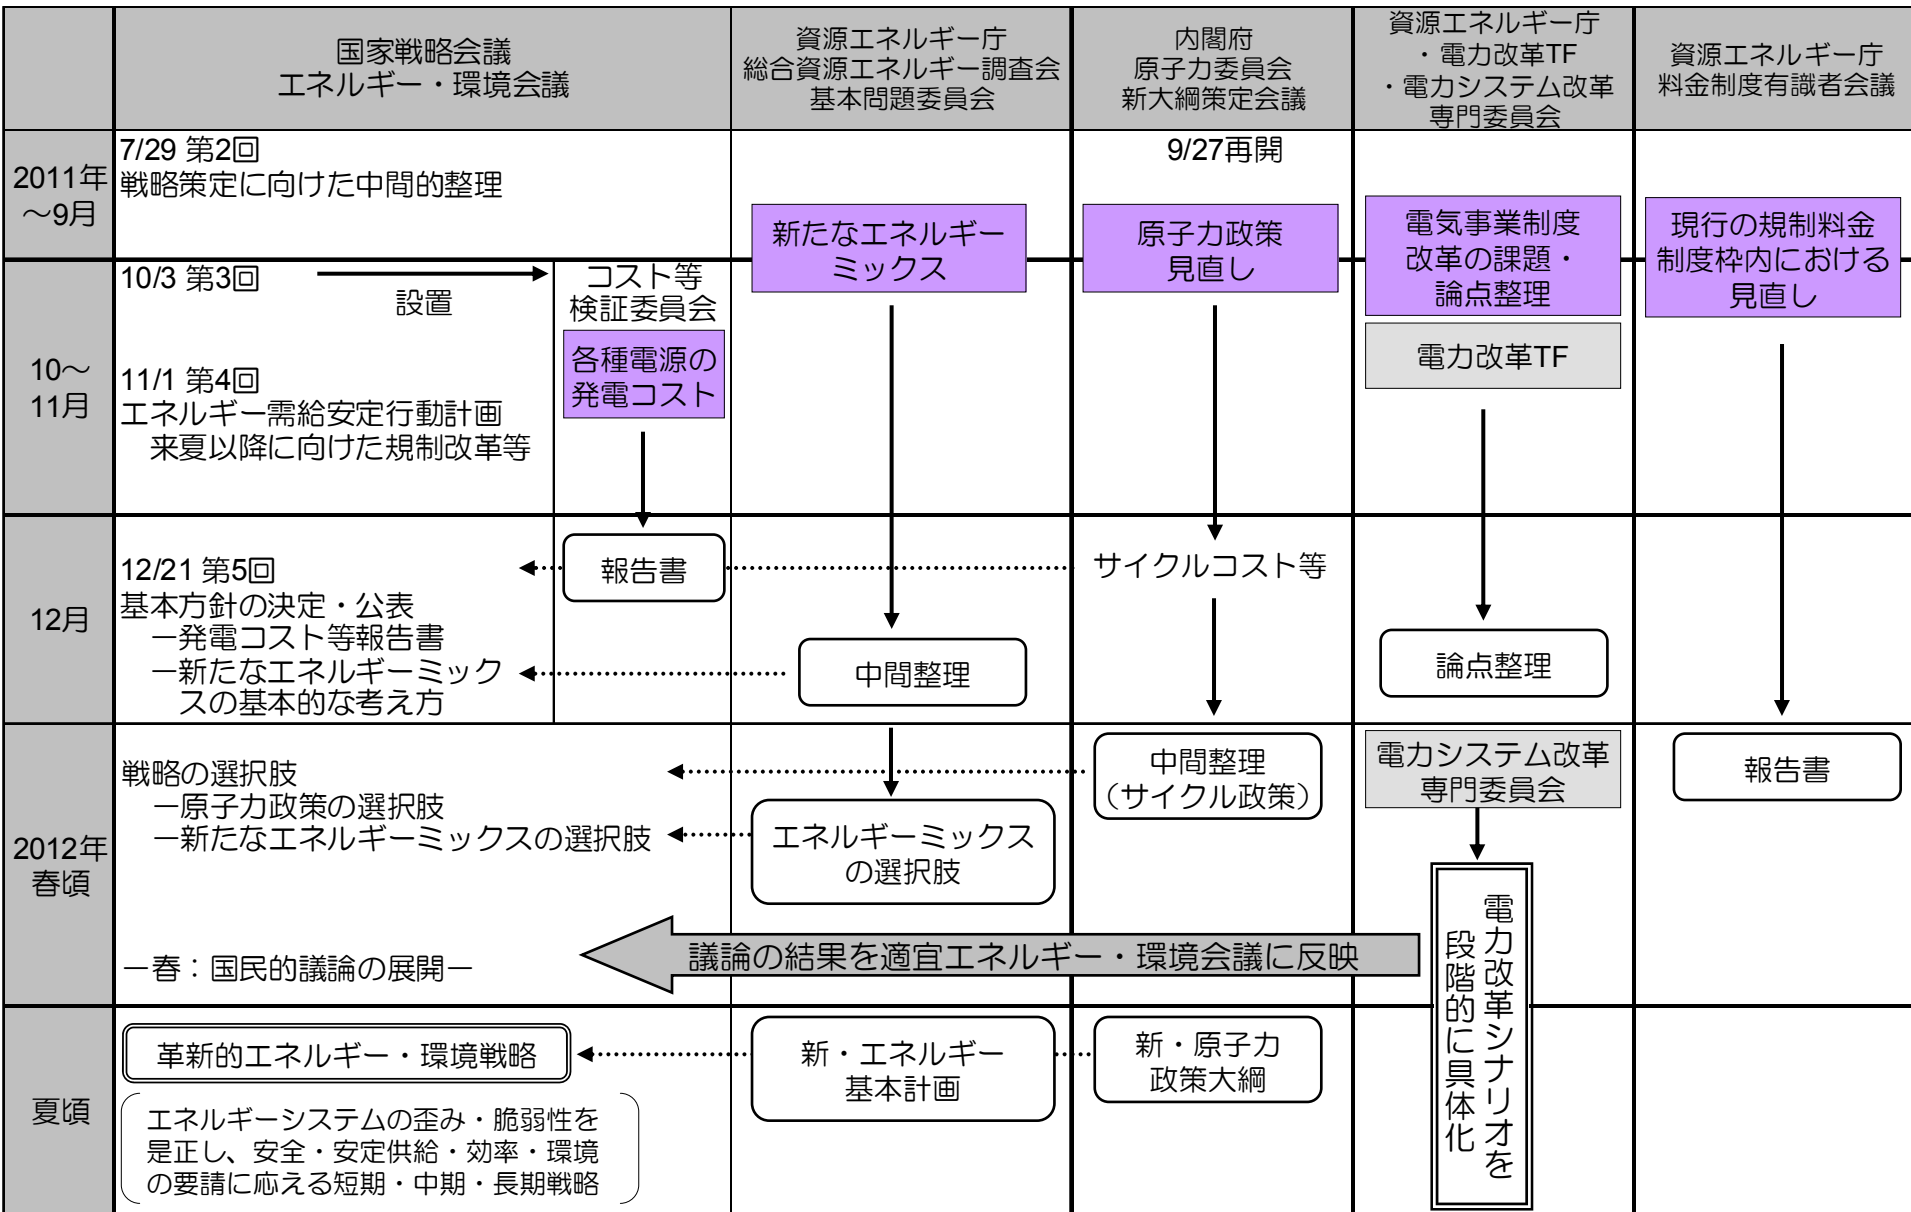 国家戦略会議
エネルギー・環境会議
資源エネルギー庁
総合資源エネルギー調査会
基本問題委員会
内閣府
原子力委員会
新大綱策定会議
資源エネルギー庁
・電力改革TF
・電力システム改革
専門委員会
資源エネルギー庁
料金制度有識者会議
2011年
～9月
7/29 第2回
戦略策定に向けた中間的整理
新たなエネルギー
ミックス
9/27再開
原子力政策
見直し
電気事業制度
改革の課題・
論点整理
現行の規制料金
制度枠内における
見直し
10～
11月
10/3 第3回
設置
コスト等
検証委員会
各種電源の
発電コスト
11/1 第4回
エネルギー需給安定行動計画
来夏以降に向けた規制改革等
電力改革TF
12月
12/21 第5回
基本方針の決定・公表
－発電コスト等報告書
－新たなエネルギーミック
スの基本的な考え方
報告書
中間整理
サイクルコスト等
論点整理
2012年
春頃
戦略の選択肢
－原子力政策の選択肢
－新たなエネルギーミックスの選択肢
－春：国民的議論の展開－
エネルギーミックス
の選択肢
中間整理
（サイクル政策）
電力システム改革
専門委員会
報告書
議論の結果を適宜エネルギー・環境会議に反映
電力改革シナリオを
段階的に具体化
夏頃
革新的エネルギー・環境戦略
エネルギーシステムの歪み・脆弱性を
是正し、安全・安定供給・効率・環境
の要請に応える短期・中期・長期戦略
新・エネルギー
基本計画
新・原子力
政策大綱